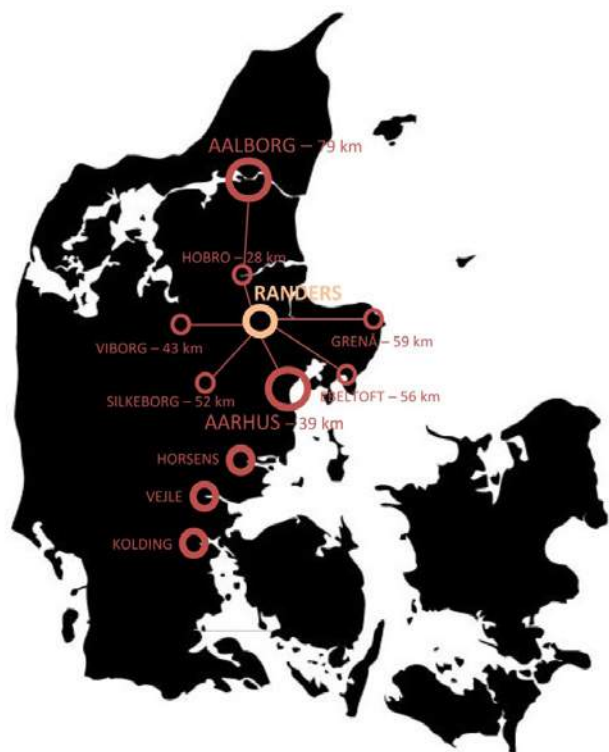 AALBORG – 79 km
HOBRO – 28 km
RANDERS
GRENÅ – 59 km
VIBORG – 43 km
EBELTOFT – 56 km
SILKEBORG – 52 km
AARHUS – 39 km
HORSENS
VEJLE
KOLDING